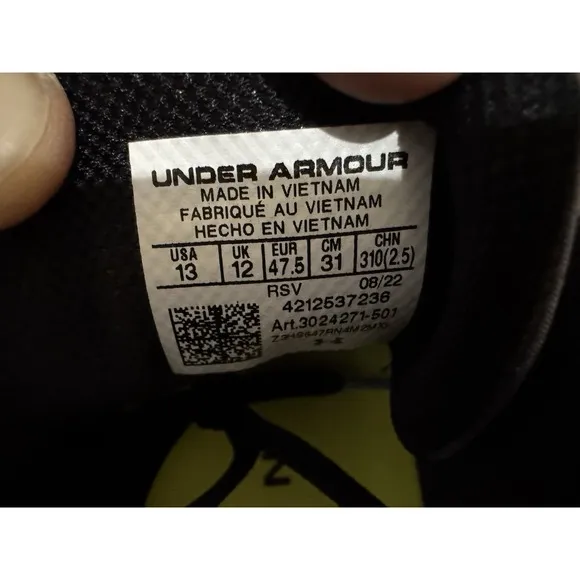 UNDER ARMOUR
MADE IN VIETNAM
FABRIQUÉ AU VIETNAM
HECHO EN VIETNAM
USA UK EUR CM CHN
13 12 47.5 31 310(2.5)
RSV 08/22
4212537236
Art.3024271-501
Z